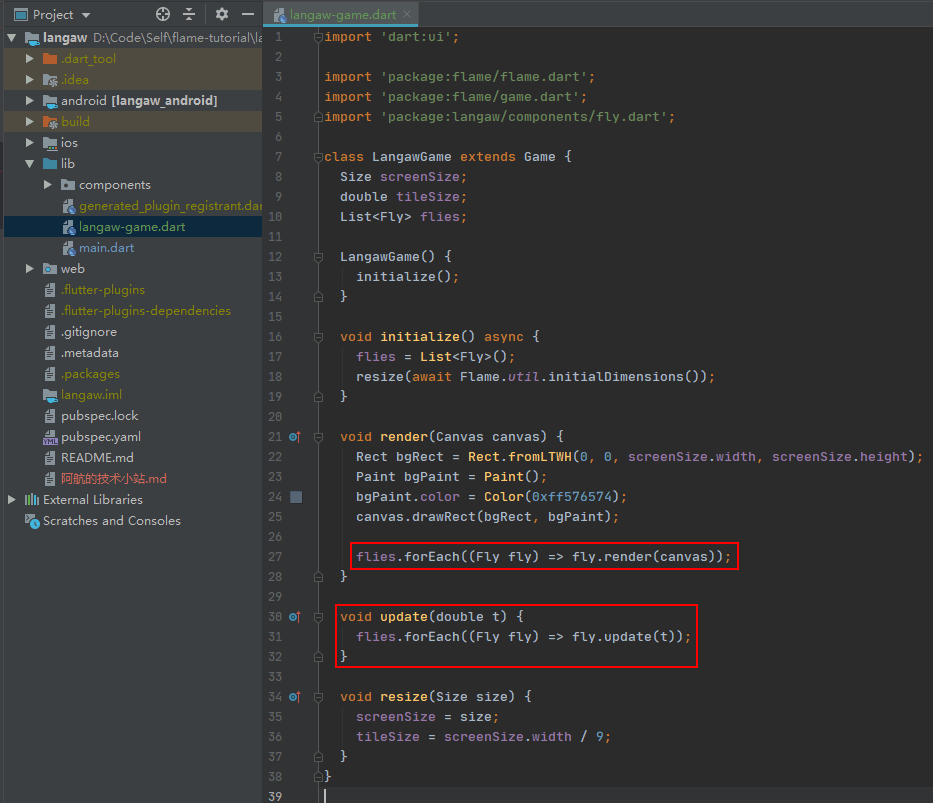 Project
langaw D:\Code\Self\flame-tutorial\la
.dart_tool
.idea
android [langaw_android]
build
ios
lib
components
generated_plugin_registrant.dar
langaw-game.dart
main.dart
web
.flutter-plugins
.flutter-plugins-dependencies
.gitignore
.metadata
.packages
langaw.iml
pubspec.lock
pubspec.yaml
README.md
阿航的技术小站.md
External Libraries
Scratches and Consoles
langaw-game.dart
1 import 'dart:ui';
2
3 import 'package:flame/flame.dart';
4 import 'package:flame/game.dart';
5 import 'package:langaw/components/fly.dart';
6
7 class LangawGame extends Game {
8 Size screenSize;
9 double tileSize;
10 List<Fly> flies;
11
12 LangawGame() {
13 initialize();
14 }
15
16 void initialize() async {
17 flies = List<Fly>();
18 resize(await Flame.util.initialDimensions());
19 }
20
21 void render(Canvas canvas) {
22 Rect bgRect = Rect.fromLTWH(0, 0, screenSize.width, screenSize.height);
23 Paint bgPaint = Paint();
24 bgPaint.color = Color(0xff576574);
25 canvas.drawRect(bgRect, bgPaint);
26
27 flies.forEach((Fly fly) => fly.render(canvas));
28 }
29
30 void update(double t) {
31 flies.forEach((Fly fly) => fly.update(t));
32 }
33
34 void resize(Size size) {
35 screenSize = size;
36 tileSize = screenSize.width / 9;
37 }
38 }
39